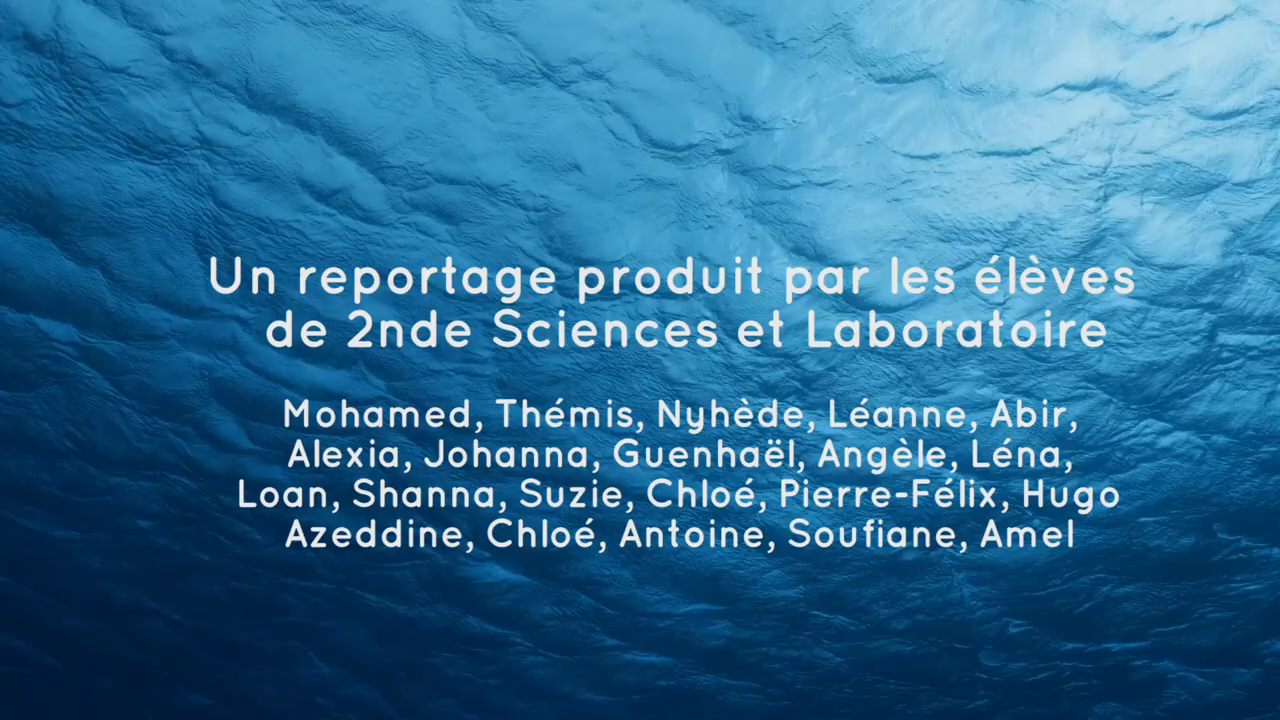 Un reportage produit par les élèves
de 2nde Sciences et Laboratoire
Mohamed, Thémis, Nyhède, Léanne, Abir,
Alexia, Johanna, Guenhaël, Angèle, Léna,
Loan, Shanna, Suzie, Chloé, Pierre-Félix, Hugo
Azeddine, Chloé, Antoine, Soufiane, Amel